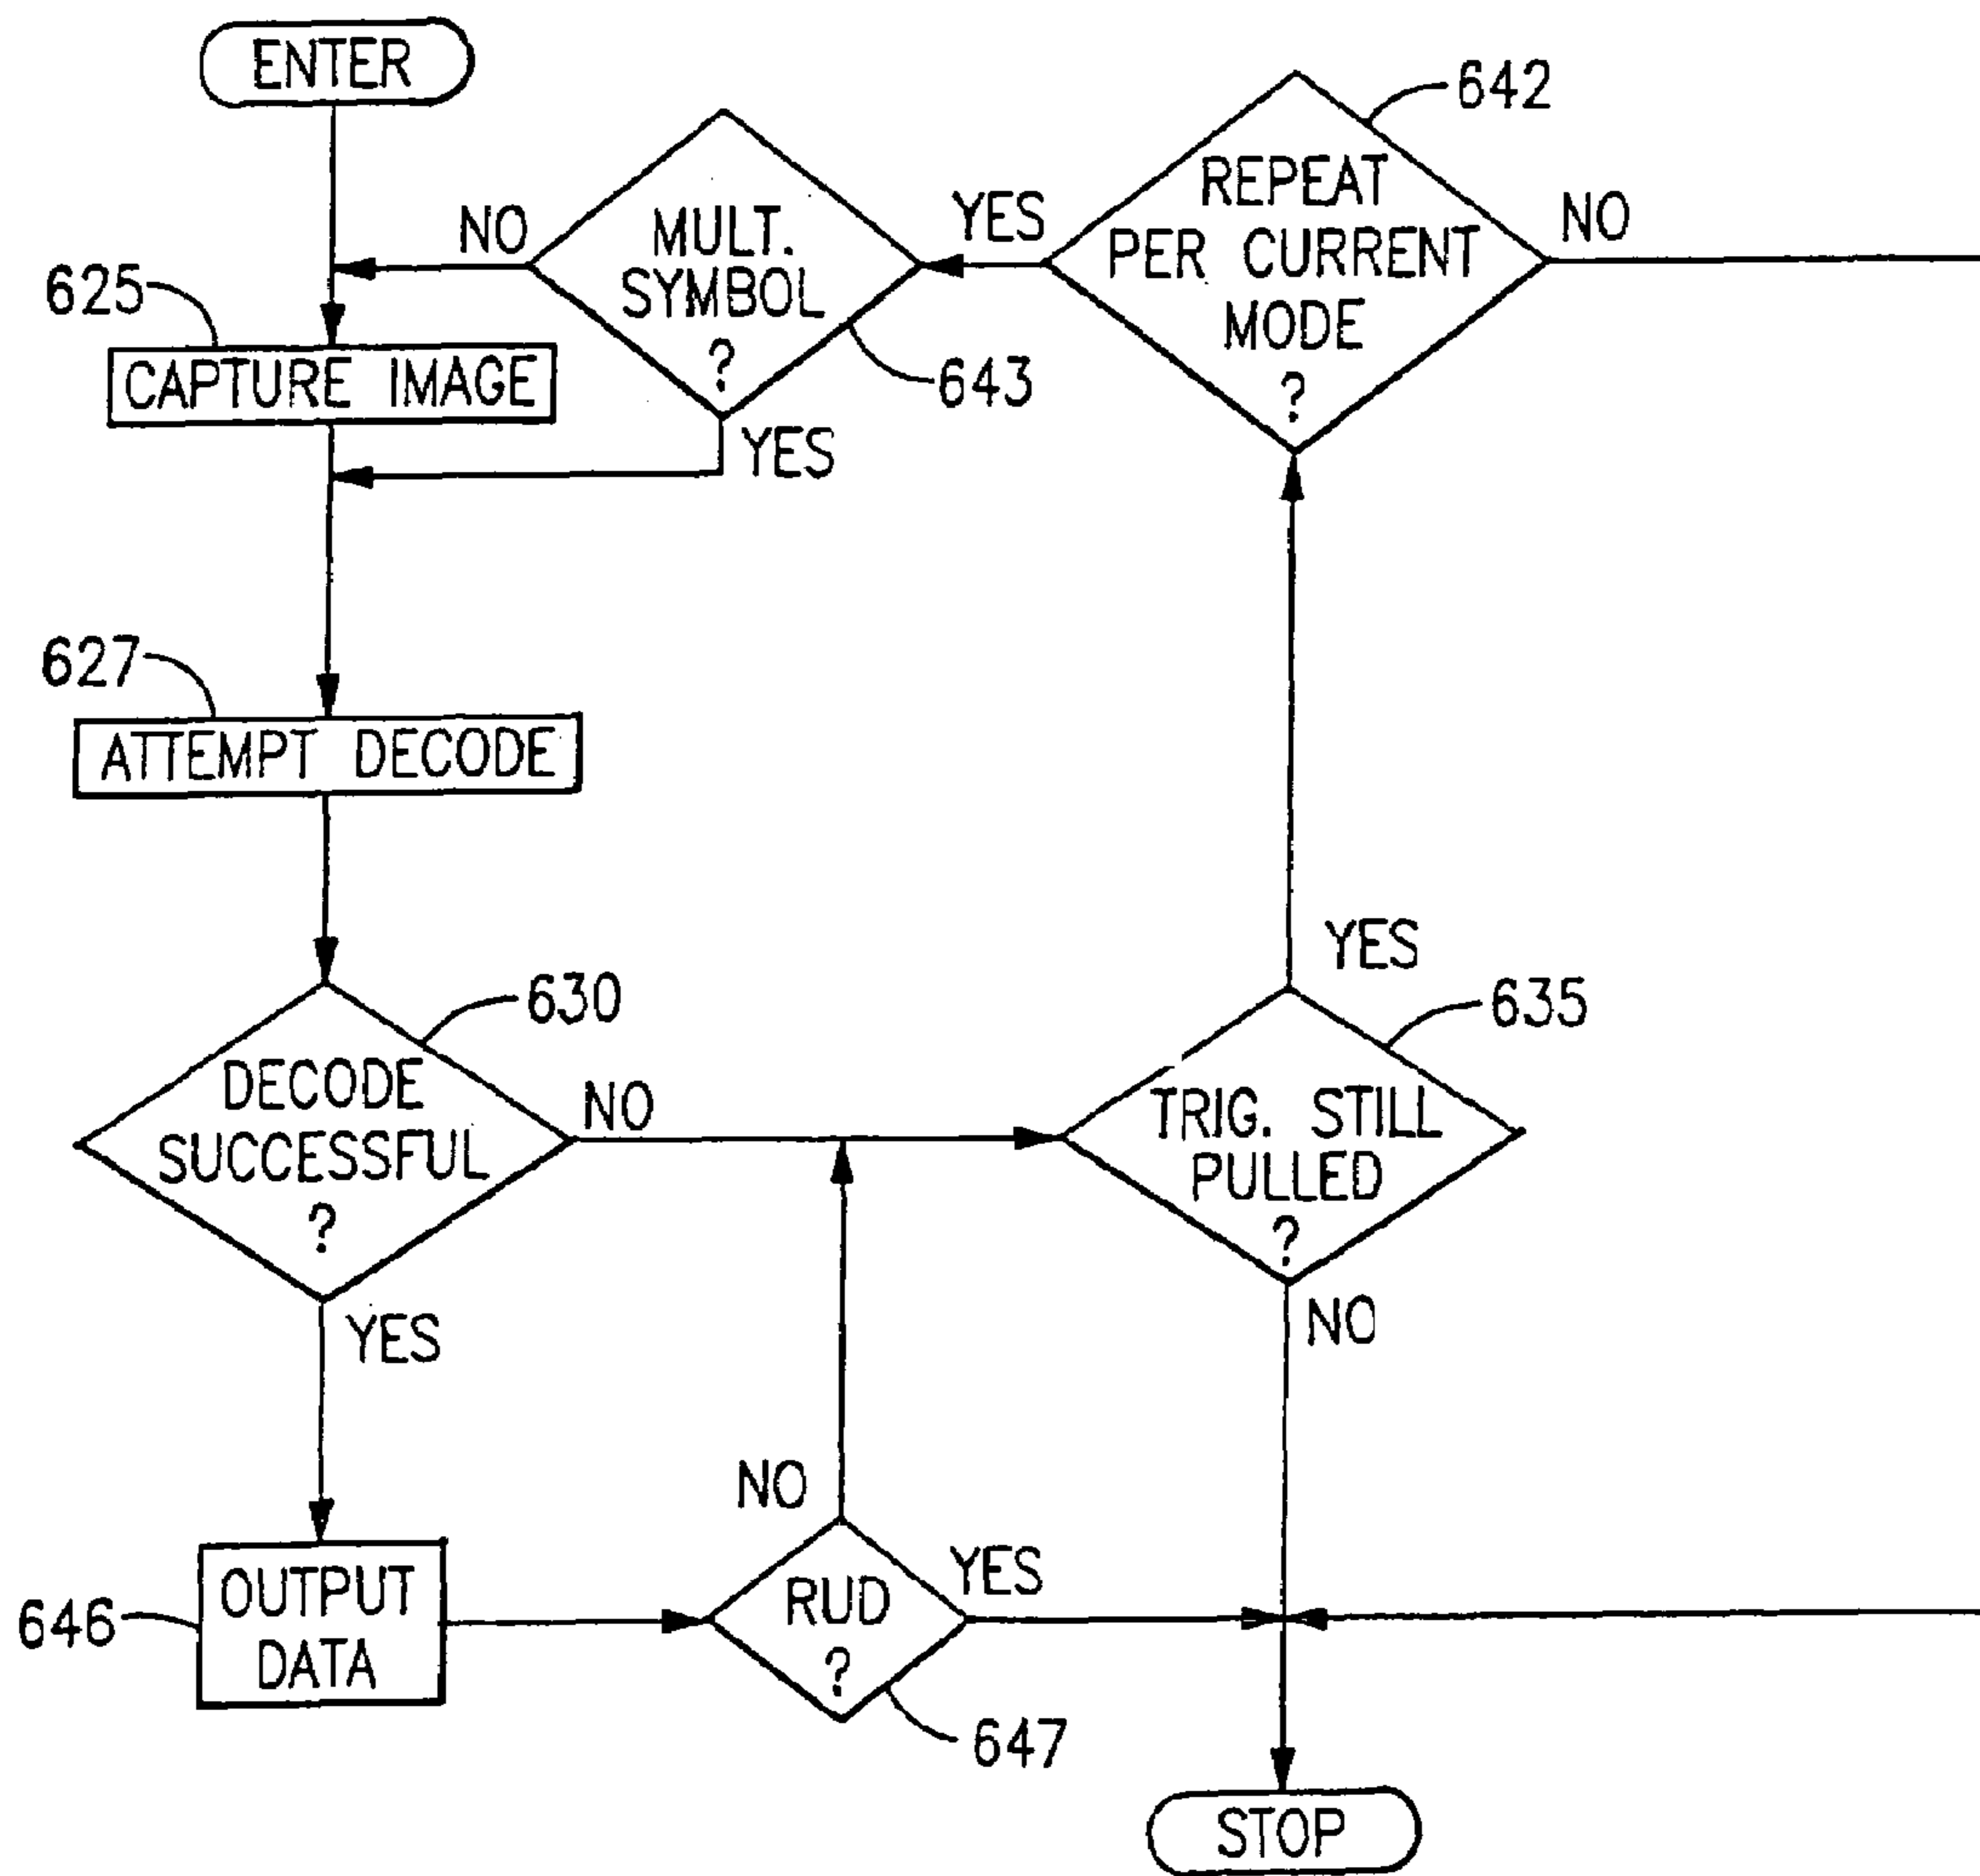 ENTER
642
REPEAT
PER CURRENT
MODE
?
YES
NO
MULT.
SYMBOL
?
NO
643
YES
625
CAPTURE IMAGE
627
ATTEMPT DECODE
630
DECODE
SUCCESSFUL
?
NO
YES
YES
635
TRIG. STILL
PULLED
?
NO
646
OUTPUT
DATA
NO
RUD
?
YES
647
STOP